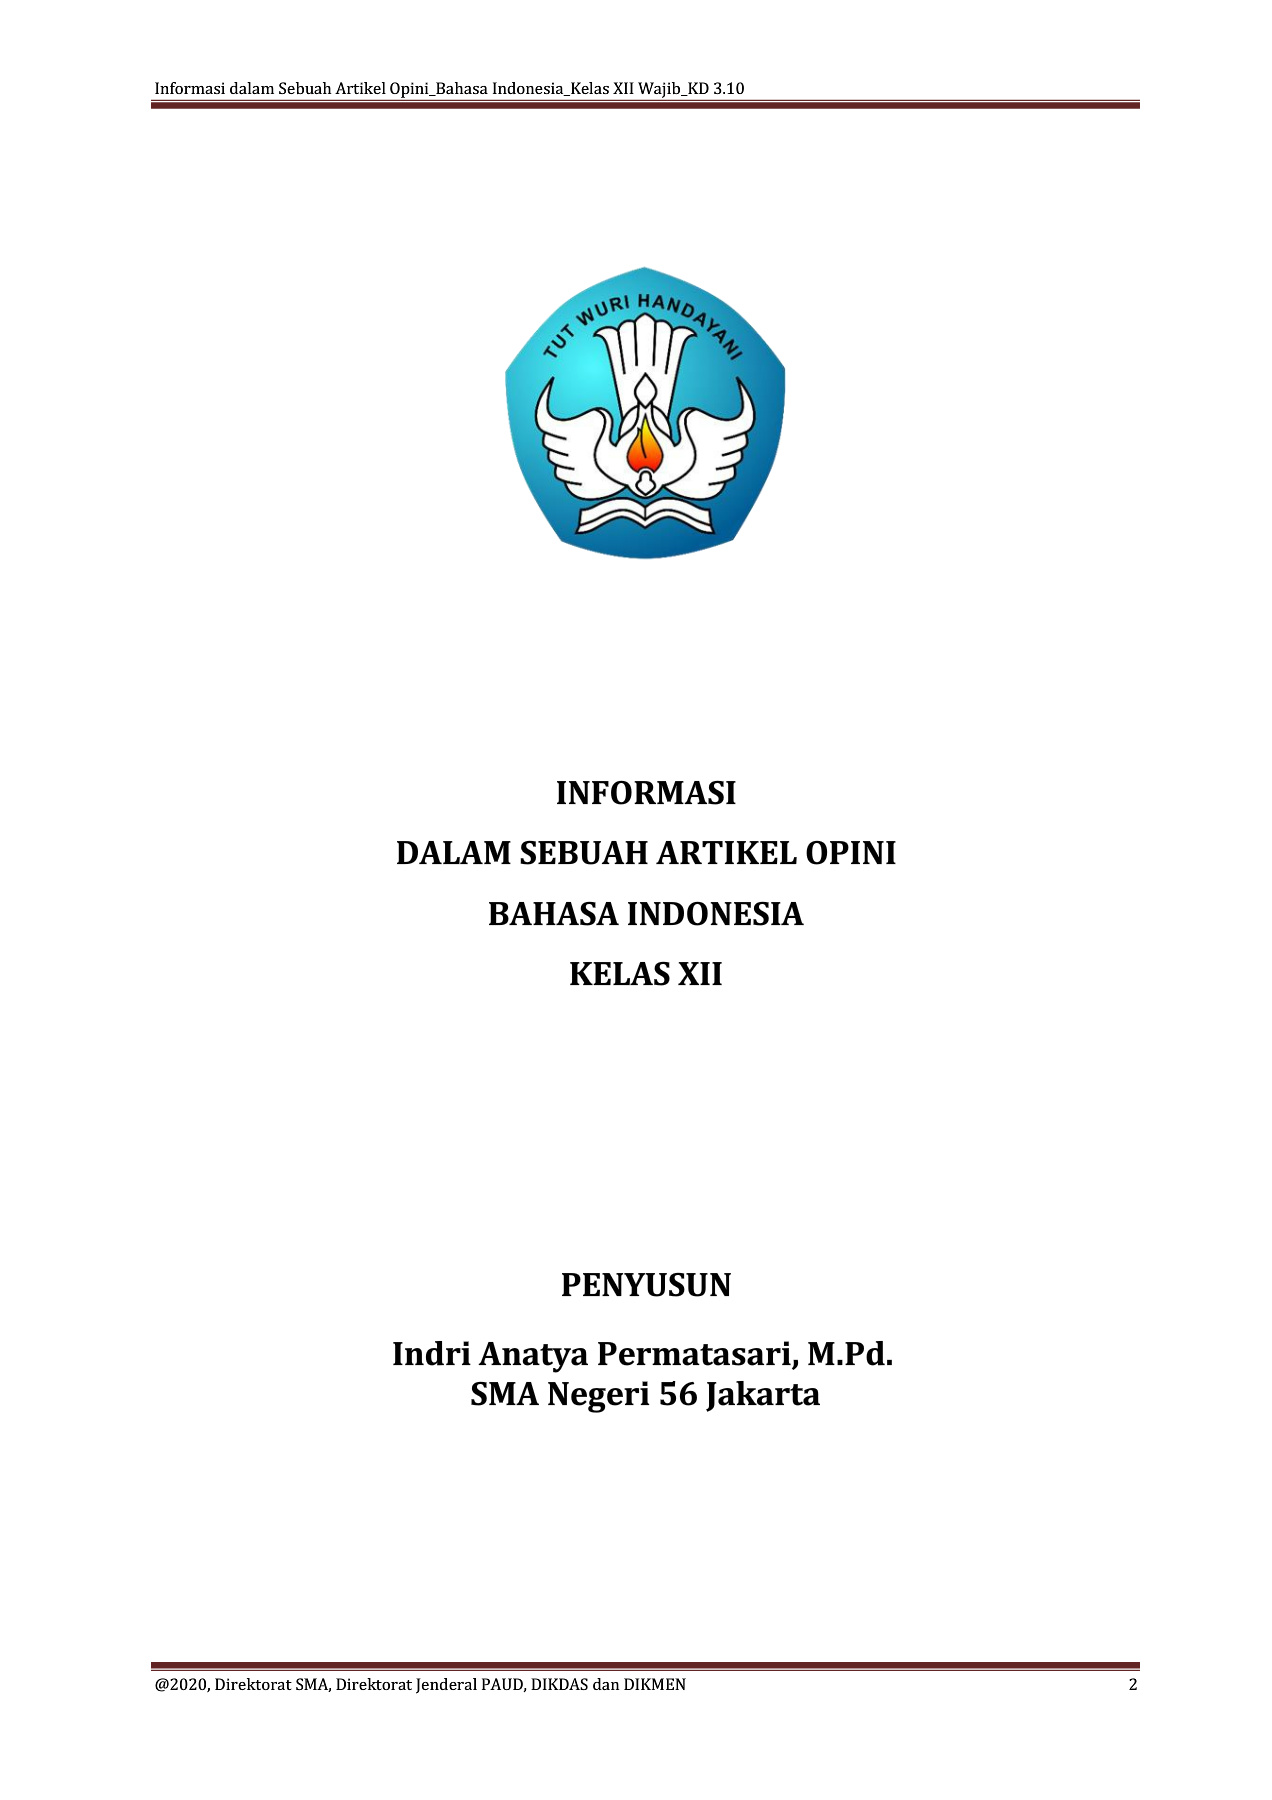 Informasi dalam Sebuah Artikel Opini_Bahasa Indonesia_Kelas XII Wajib_KD 3.10
TUT WURI HANDAYANI
INFORMASI
DALAM SEBUAH ARTIKEL OPINI
BAHASA INDONESIA
KELAS XII
PENYUSUN
Indri Anatya Permatasari, M.Pd.
SMA Negeri 56 Jakarta
@2020, Direktorat SMA, Direktorat Jenderal PAUD, DIKDAS dan DIKMEN 2